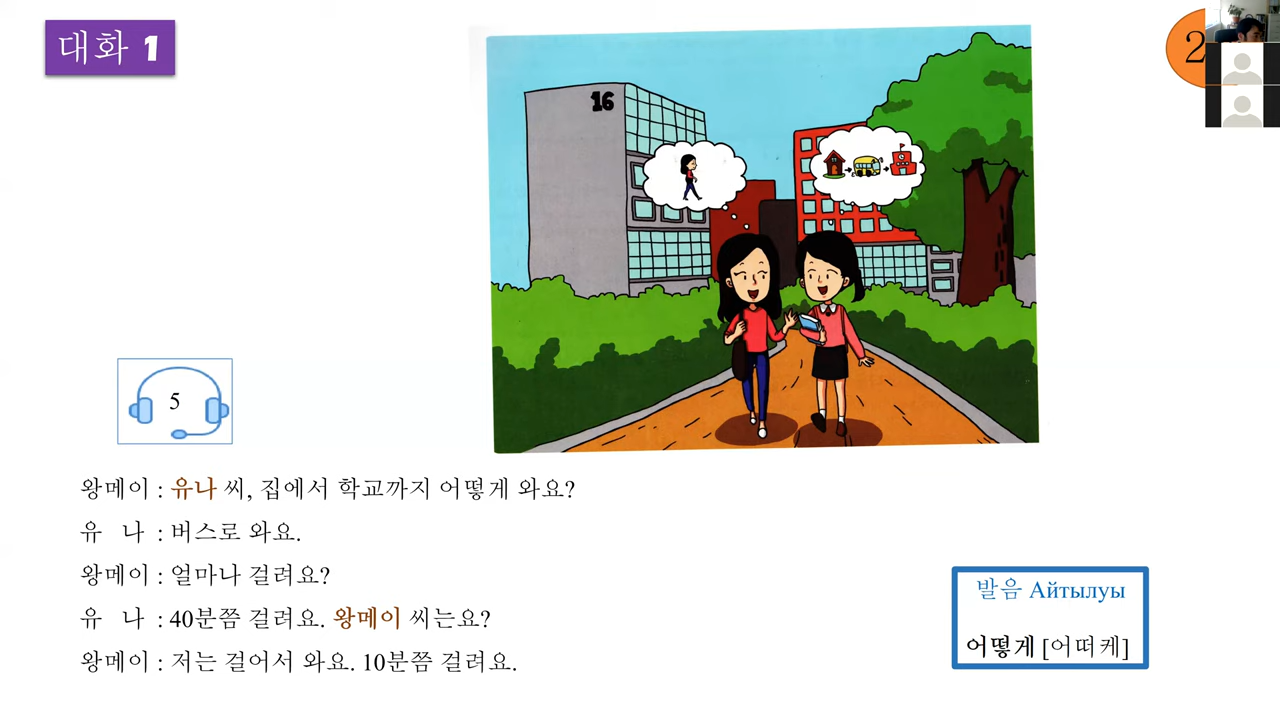 대화 1
2
16
5
왕메이 : 유나 씨, 집에서 학교까지 어떻게 와요?
유 나 : 버스로 와요.
왕메이 : 얼마나 걸려요?
유 나 : 40분쯤 걸려요. 왕메이 씨는요?
왕메이 : 저는 걸어서 와요. 10분쯤 걸려요.
발음 Айтылуы
어떻게 [어떠케]